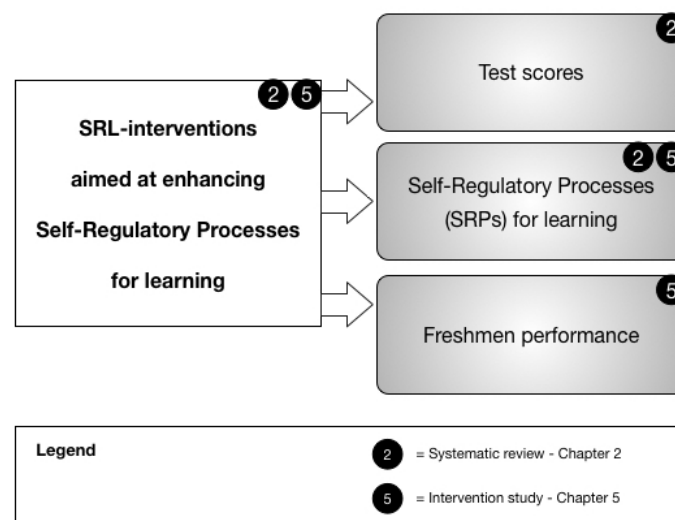 2
2 5
Test scores
SRL-interventions
aimed at enhancing
Self-Regulatory Processes
for learning
2 5
Self-Regulatory Processes
(SRPs) for learning
5
Freshmen performance
Legend
2 = Systematic review - Chapter 2
5 = Intervention study - Chapter 5